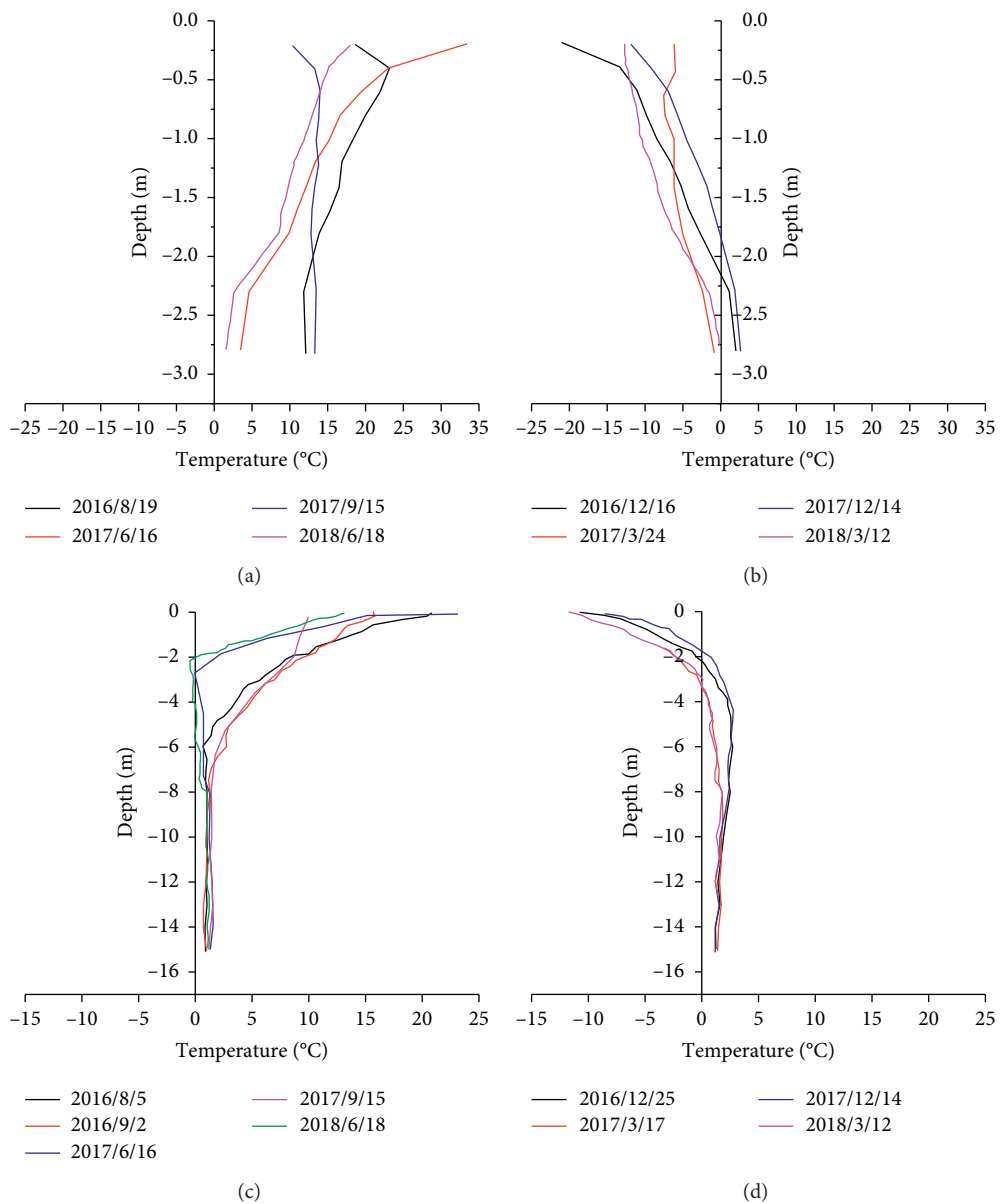 0.0
−0.5
−1.0
−1.5
−2.0
−2.5
−3.0
Depth (m)
−25 −20 −15 −10 −5 0 5 10 15 20 25 30 35
Temperature (°C)
2016/8/19 2017/9/15
2017/6/16 2018/6/18
(a)
0.0
−0.5
−1.0
−1.5
−2.0
−2.5
−3.0
Depth (m)
−25 −20 −15 −10 −5 0 15 10 15 20 25 30 35
Temperature (°C)
2016/12/16 2017/12/14
2017/3/24 2018/3/12
(b)
0
−2
−4
−6
−8
−10
−12
−14
−16
Depth (m)
−15 −10 −5 0 5 10 15 20 25
Temperature (°C)
2016/8/5 2017/9/15
2016/9/2 2018/6/18
2017/6/16
(c)
0
−2
−4
−6
−8
−10
−12
−14
−16
Depth (m)
−15 −10 −5 0 5 10 15 20 25
Temperature (°C)
2016/12/25 2017/12/14
2017/3/17 2018/3/12
(d)